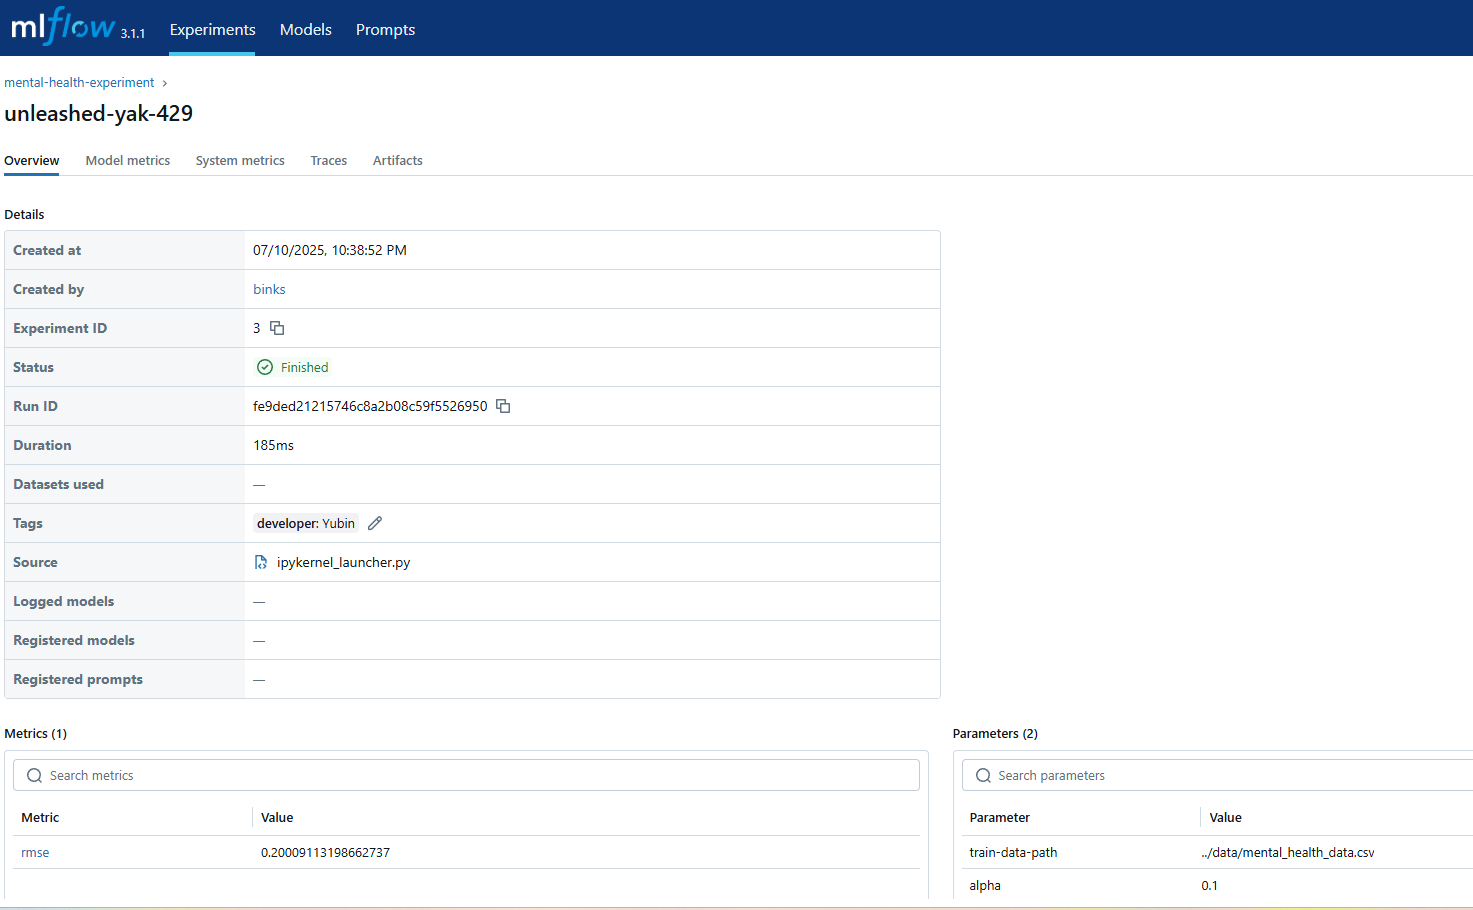 mlflow 3.1.1 Experiments Models Prompts
mental-health-experiment >
unleashed-yak-429
Overview Model metrics System metrics Traces Artifacts
Details
Created at 07/10/2025, 10:38:52 PM
Created by binks
Experiment ID 3
Status Finished
Run ID fe9ded21215746c8a2b08c59f5526950
Duration 185ms
Datasets used —
Tags developer: Yubin
Source ipykernel_launcher.py
Logged models —
Registered models —
Registered prompts —
Metrics (1)
Search metrics
Metric Value
rmse 0.20009113198662737
Parameters (2)
Search parameters
Parameter Value
train-data-path ../data/mental_health_data.csv
alpha 0.1